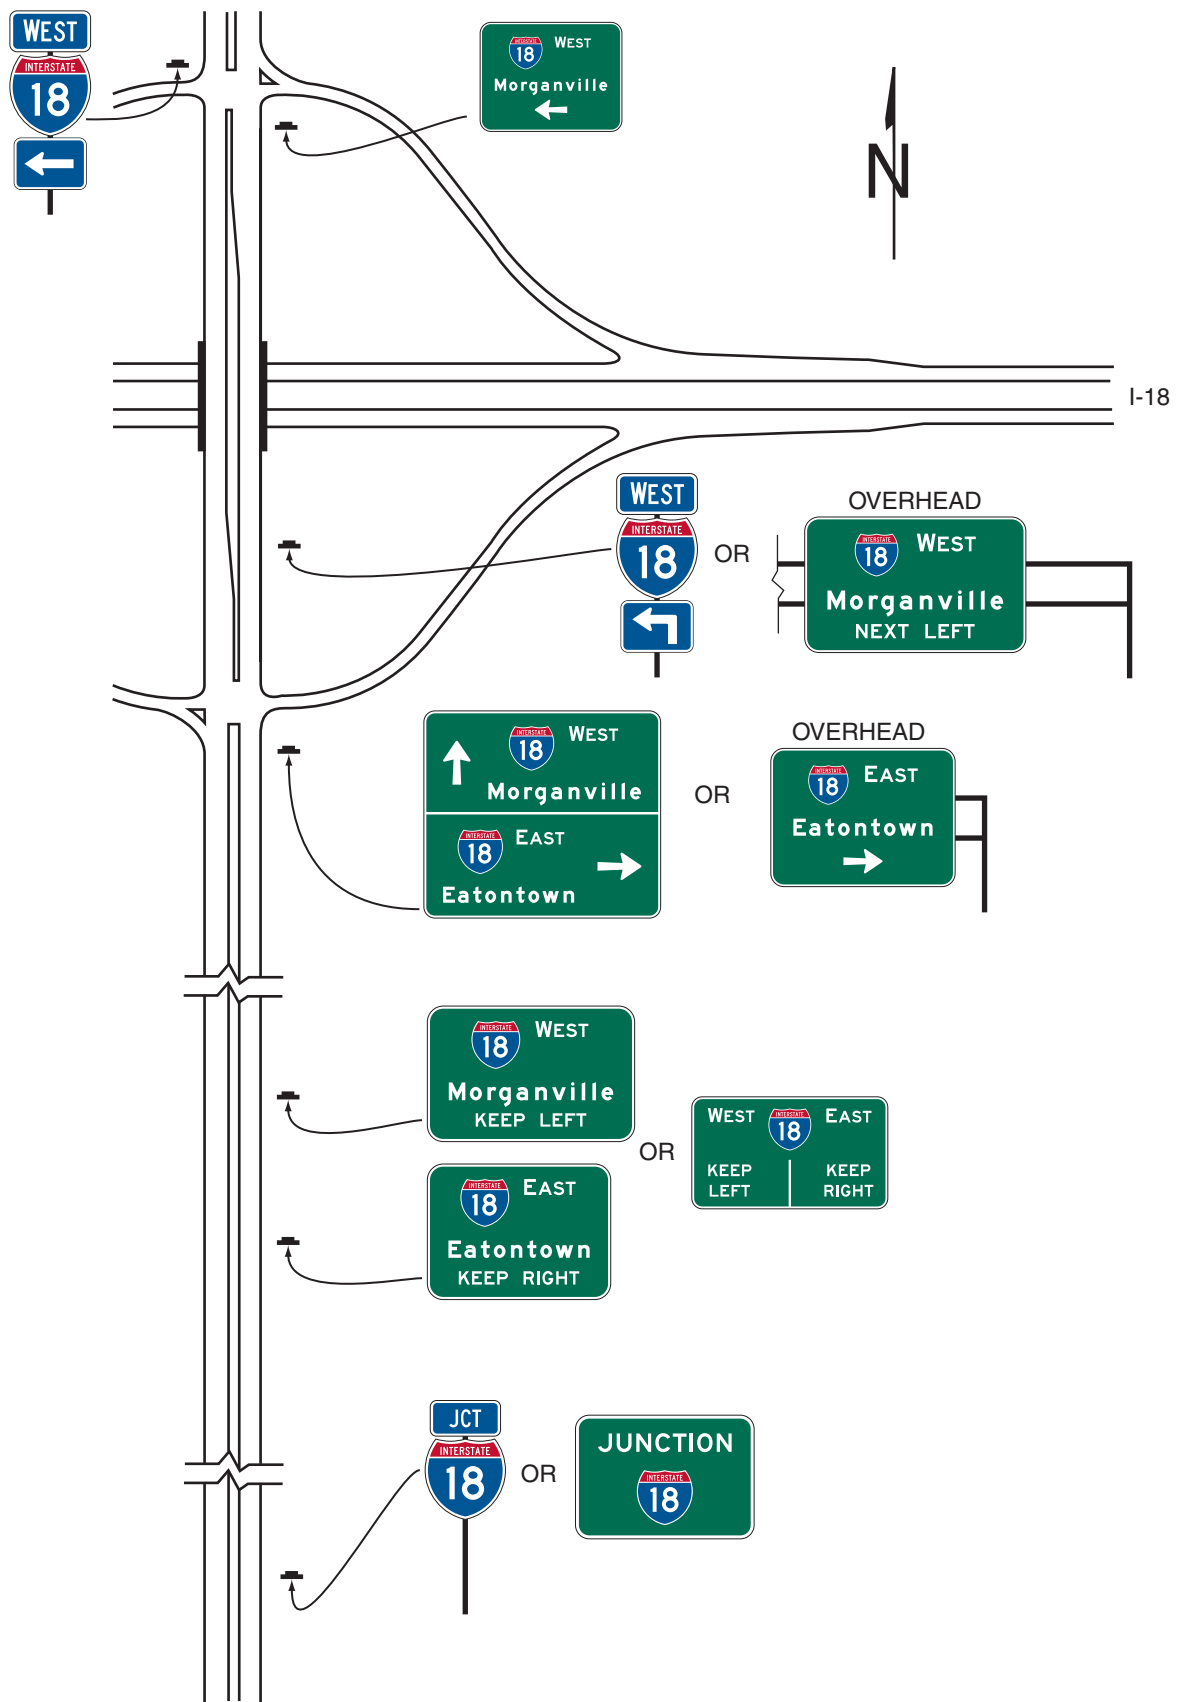 WEST
INTERSTATE
18
INTERSTATE
18
WEST
Morganville
N
I-18
WEST
INTERSTATE
18
OR
OVERHEAD
INTERSTATE
18
WEST
Morganville
NEXT LEFT
INTERSTATE
18
WEST
Morganville
INTERSTATE
18
EAST
Eatontown
OR
OVERHEAD
INTERSTATE
18
EAST
Eatontown
INTERSTATE
18
WEST
Morganville
KEEP LEFT
INTERSTATE
18
EAST
Eatontown
KEEP RIGHT
OR
WEST
INTERSTATE
18
EAST
KEEP
LEFT
KEEP
RIGHT
JCT
INTERSTATE
18
OR
JUNCTION
INTERSTATE
18